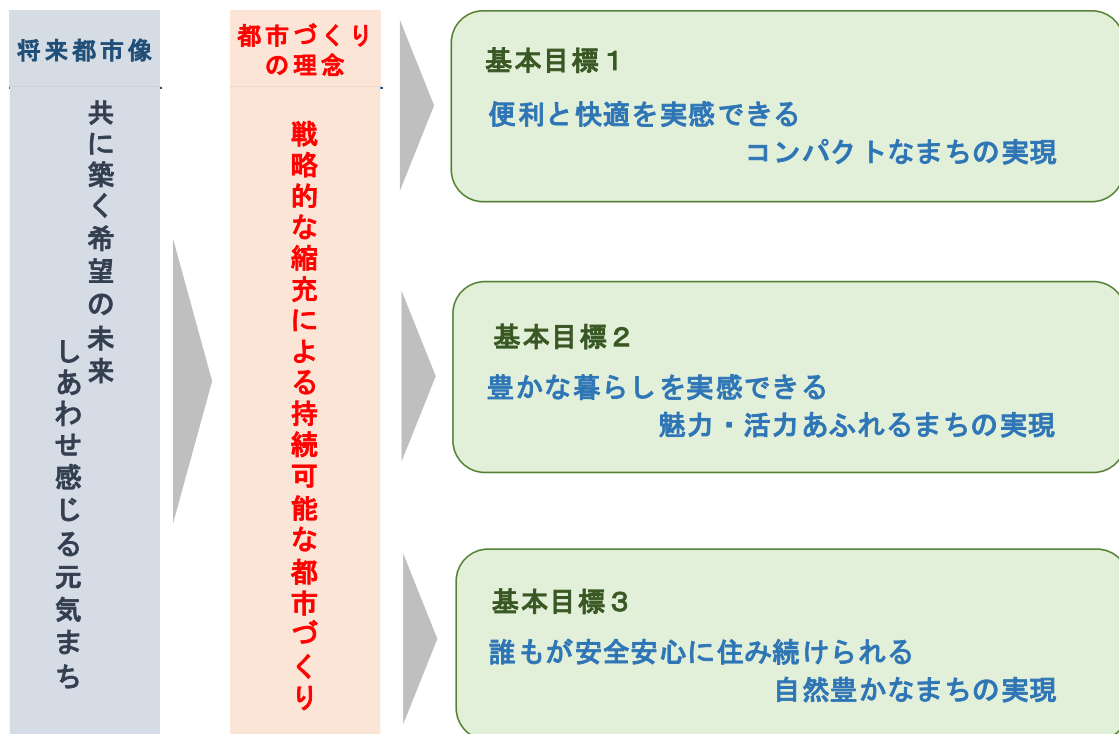 将来都市像
共に築く希望の未来
しあわせ感じる元気まち
都市づくり
の理念
戦略的な縮充による持続可能な都市づくり
基本目標１
便利と快適を実感できる
コンパクトなまちの実現
基本目標２
豊かな暮らしを実感できる
魅力・活力あふれるまちの実現
基本目標３
誰もが安全安心に住み続けられる
自然豊かなまちの実現